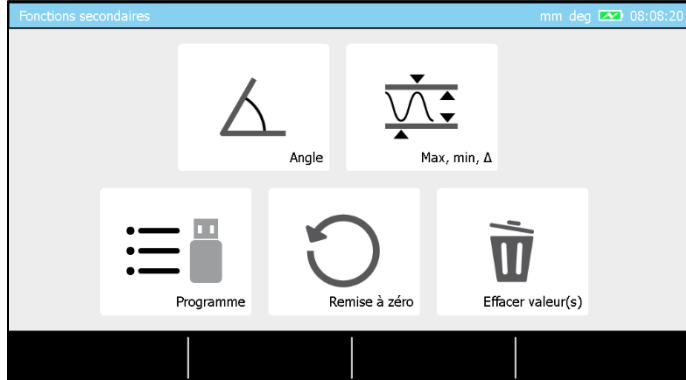 Fonctions secondaires
mm deg 08:08:20
Angle
Max, min, Δ
Programme
Remise à zéro
Effacer valeur(s)